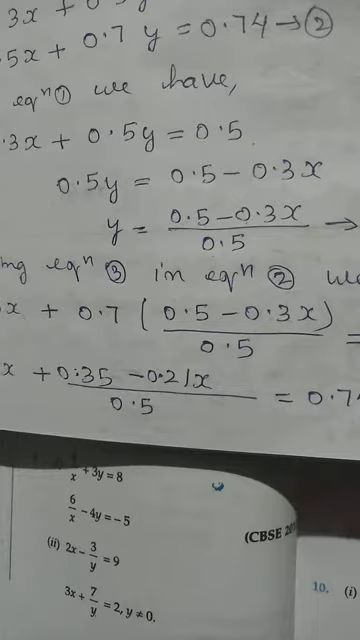 3x + 0.5y
.5x + 0.7 y = 0.74 → ②
eqⁿ ① we have,
.3x + 0.5y = 0.5
0.5y = 0.5 - 0.3x
y = (0.5 - 0.3x)/0.5 →
ing eqⁿ ③ in eqⁿ ② we
x + 0.7 ((0.5 - 0.3x)/0.5) =
x + (0.35 - 0.21x)/0.5 = 0.74
/x + 3y = 8
6/x - 4y = -5
(CBSE 20
(ii) 2x - 3/y = 9
3x + 7/y = 2, y ≠ 0.
10. (i)